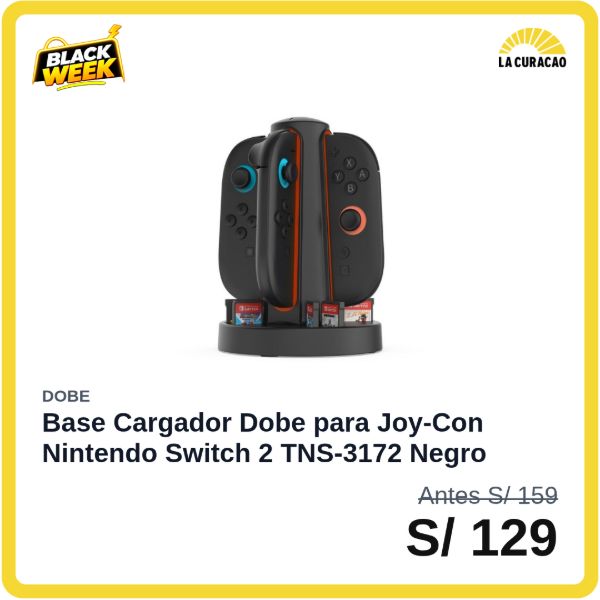 BLACK
WEEK
LA CURACAO
X
Y
A
B
DOBE
Base Cargador Dobe para Joy-Con
Nintendo Switch 2 TNS-3172 Negro
Antes S/ 159
S/ 129